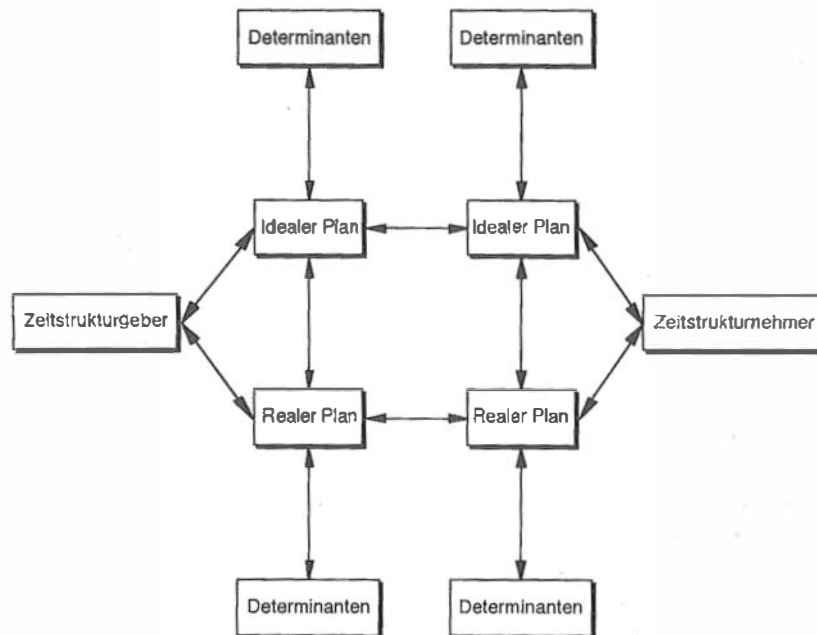 Determinanten
Determinanten
Idealer Plan
Idealer Plan
Zeitstrukturgeber
Zeitstrukturnehmer
Realer Plan
Realer Plan
Determinanten
Determinanten